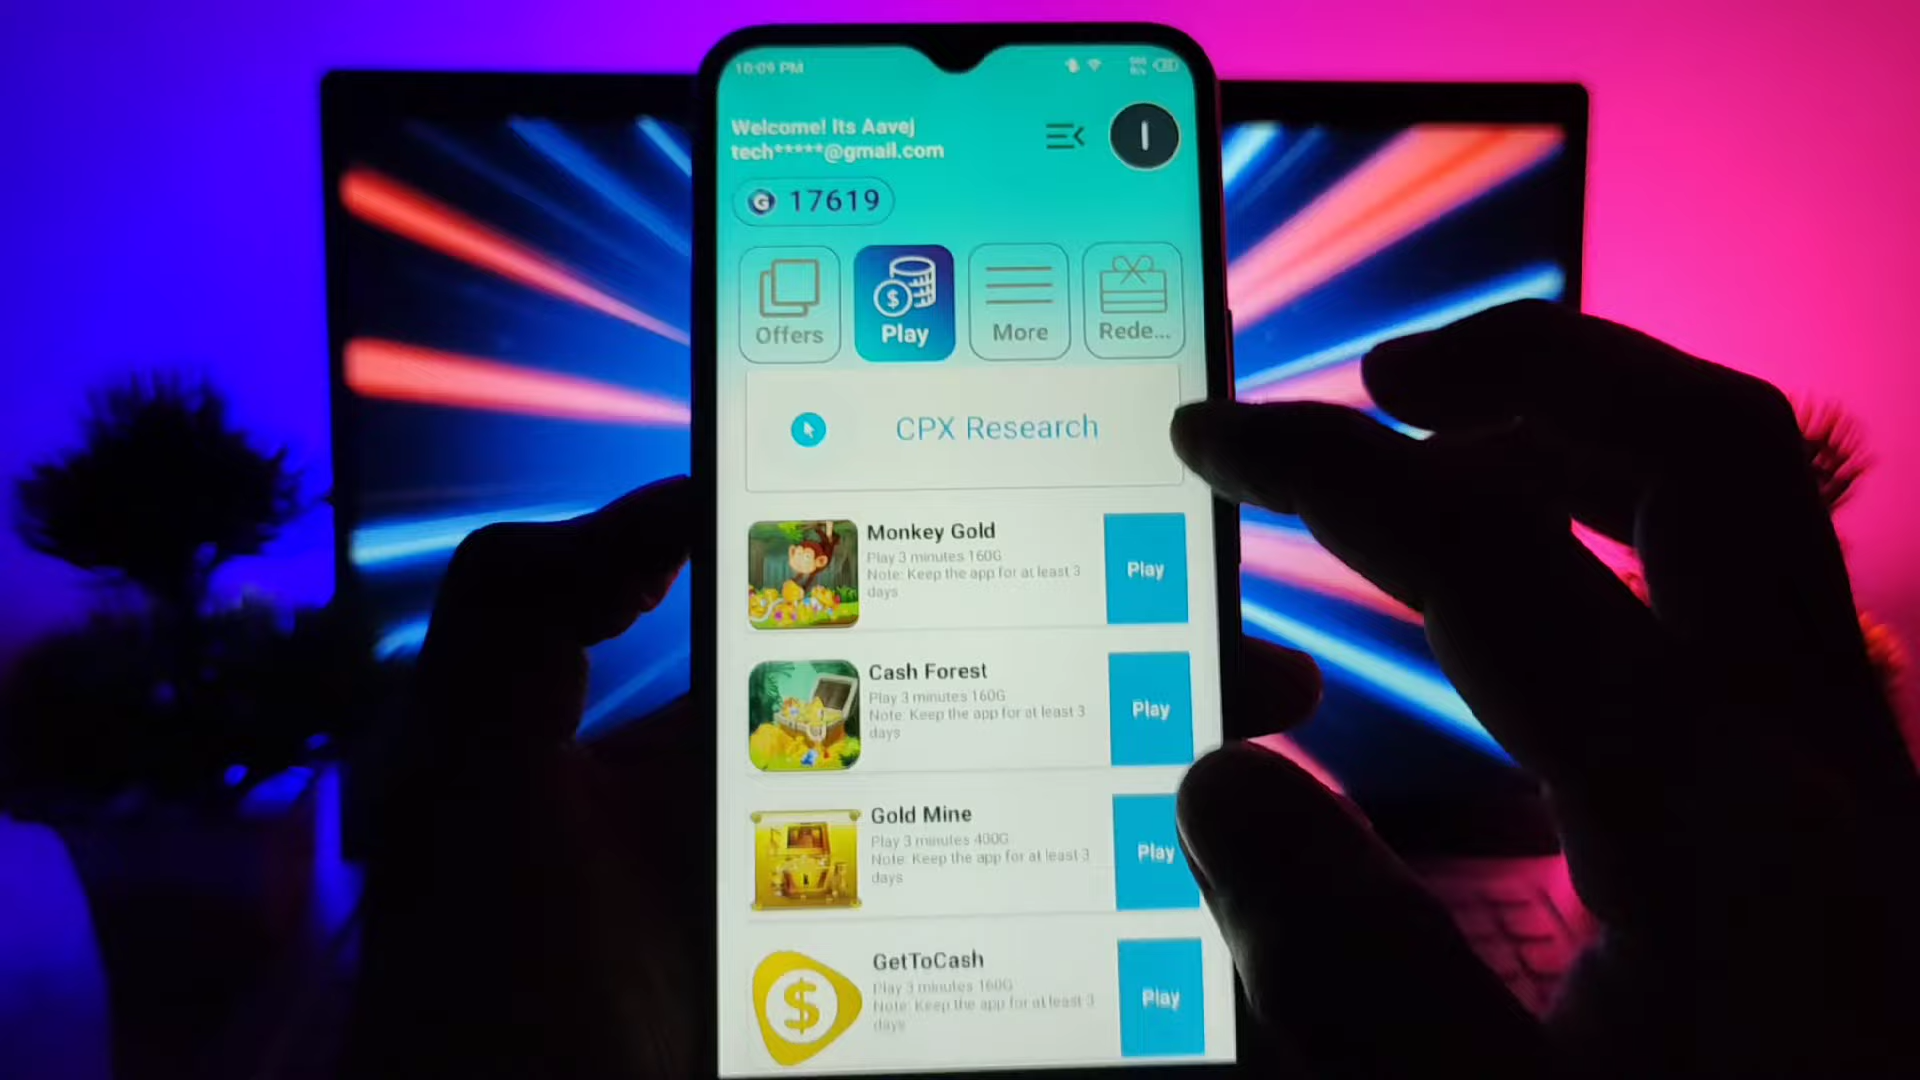 10:09 PM
Welcome! Its Aavej
tech*****@gmail.com
G 17619
Offers
Play
More
Rede...
CPX Research
Monkey Gold
Play 3 minutes 160G
Note: Keep the app for at least 3
days
Play
Cash Forest
Play 3 minutes 160G
Note: Keep the app for at least 3
days
Play
Gold Mine
Play 3 minutes 400G
Note: Keep the app for at least 3
days
Play
GetToCash
Play 3 minutes 160G
Note: Keep the app for at least 3
days
Play